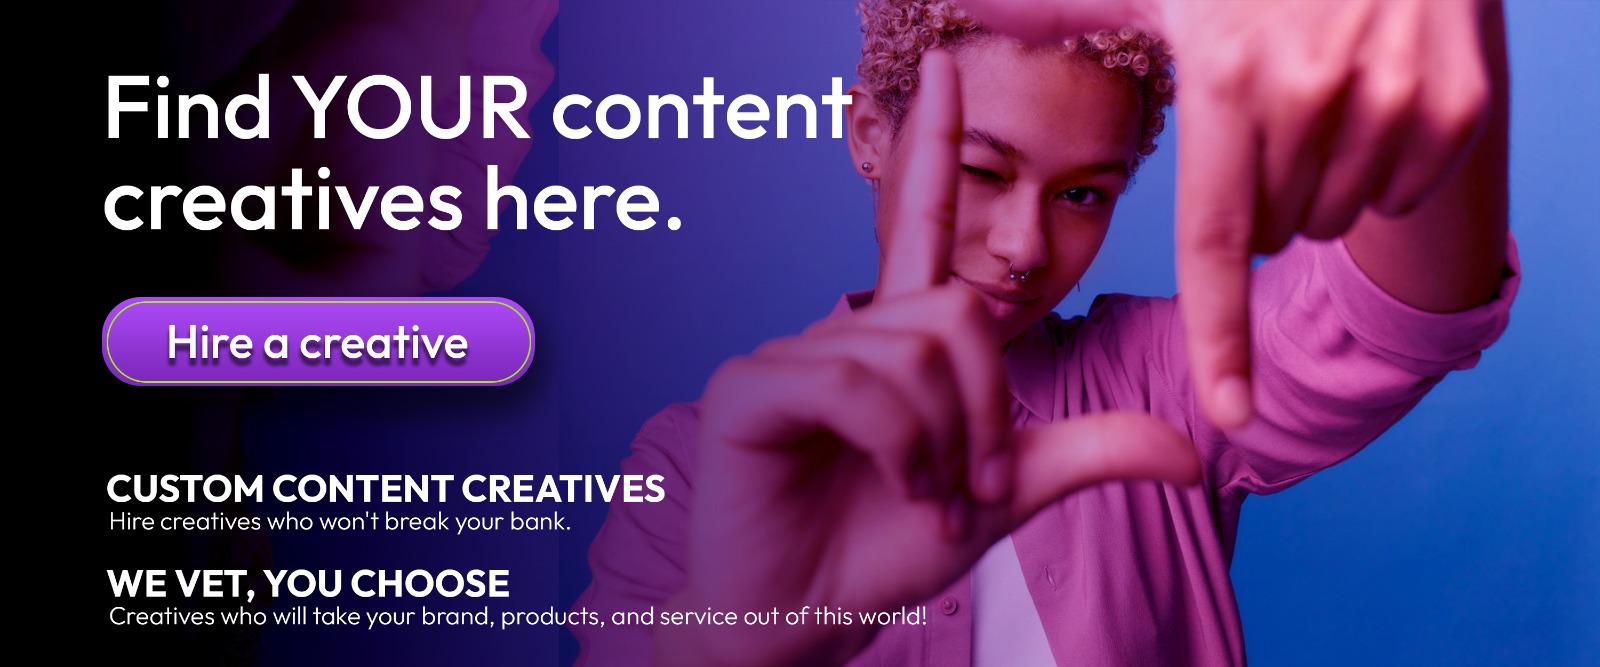 Find YOUR content
creatives here.
Hire a creative
CUSTOM CONTENT CREATIVES
Hire creatives who won't break your bank.
WE VET, YOU CHOOSE
Creatives who will take your brand, products, and service out of this world!